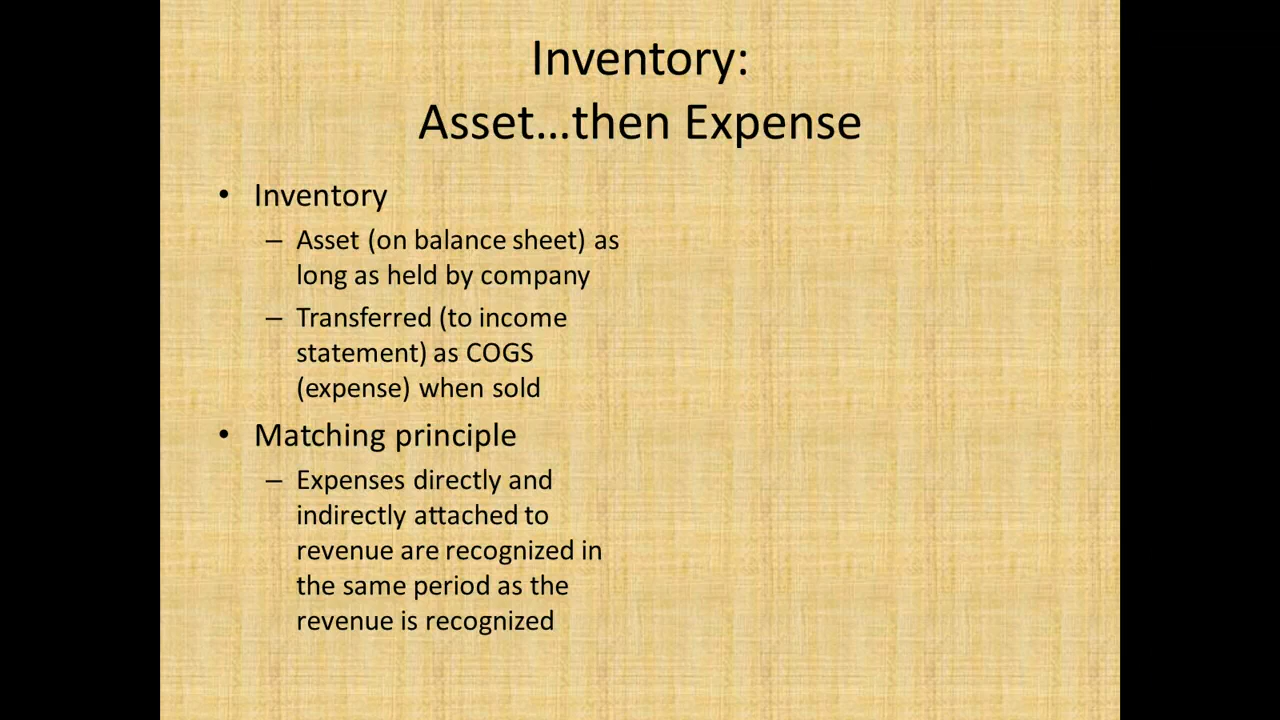 Inventory:
Asset…then Expense
• Inventory
– Asset (on balance sheet) as
long as held by company
– Transferred (to income
statement) as COGS
(expense) when sold
• Matching principle
– Expenses directly and
indirectly attached to
revenue are recognized in
the same period as the
revenue is recognized